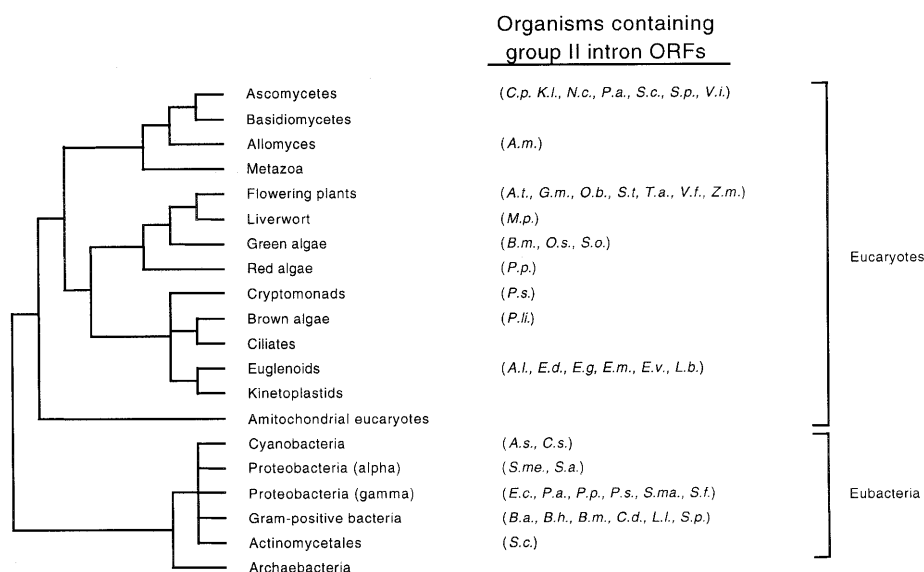 Organisms containing
group II intron ORFs
Ascomycetes (C.p. K.l., N.c., P.a., S.c., S.p., V.i.)
Basidiomycetes
Allomyces (A.m.)
Metazoa
Flowering plants (A.t., G.m., O.b., S.t, T.a., V.f., Z.m.)
Liverwort (M.p.)
Green algae (B.m., O.s., S.o.)
Red algae (P.p.)
Eucaryotes
Cryptomonads (P.s.)
Brown algae (P.li.)
Ciliates
Euglenoids (A.l., E.d., E.g, E.m., E.v., L.b.)
Kinetoplastids
Amitochondrial eucaryotes
Cyanobacteria (A.s., C.s.)
Proteobacteria (alpha) (S.me., S.a.)
Proteobacteria (gamma) (E.c., P.a., P.p., P.s., S.ma., S.f.)
Eubacteria
Gram-positive bacteria (B.a., B.h., B.m., C.d., L.l., S.p.)
Actinomycetales (S.c.)
Archaebacteria